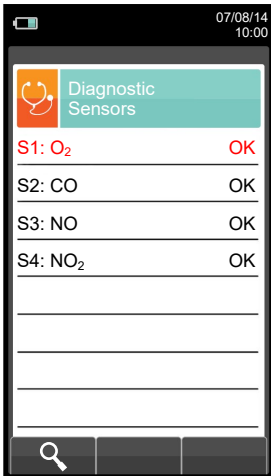 07/08/14
10:00
Diagnostic
Sensors
S1: O₂ OK
S2: CO OK
S3: NO OK
S4: NO₂ OK